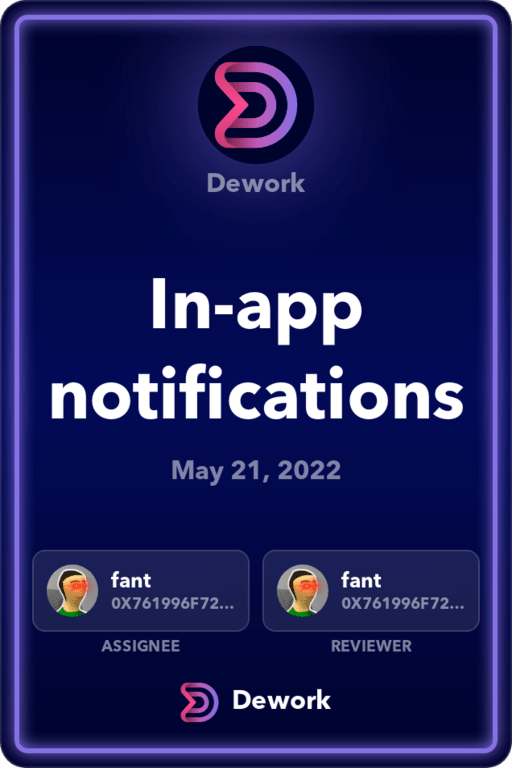 Dework
In-app
notifications
May 21, 2022
fant
0X761996F72...
ASSIGNEE
fant
0X761996F72...
REVIEWER
Dework